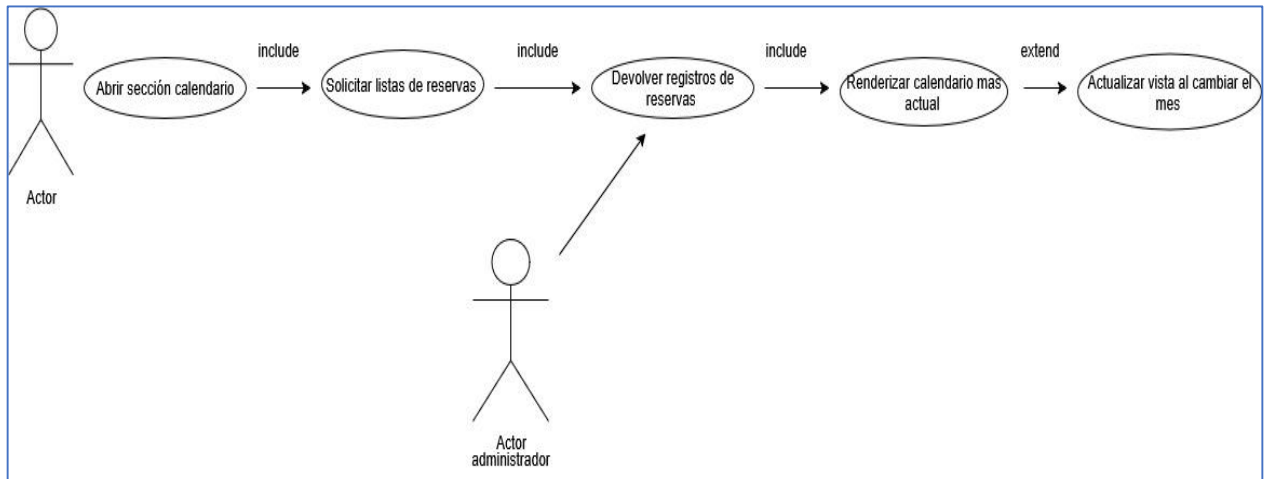 include
include
include
extend
Abrir sección calendario
Solicitar listas de reservas
Devolver registros de
reservas
Renderizar calendario mas
actual
Actualizar vista al cambiar el
mes
Actor
Actor
administrador